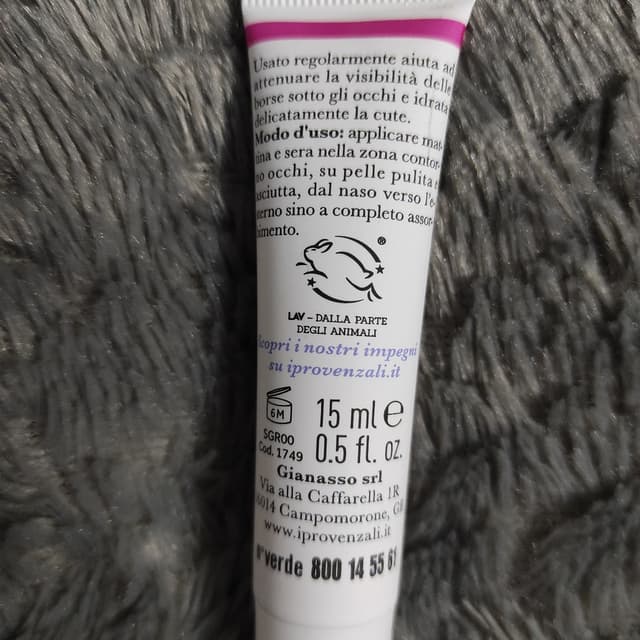 Usato regolarmente aiuta ad
attenuare la visibilità delle
borse sotto gli occhi e idrata
delicatamente la cute.
Modo d'uso: applicare mat-
tina e sera nella zona contor-
no occhi, su pelle pulita e
asciutta, dal naso verso l'e-
sterno sino a completo assor-
bimento.
®
LAV - DALLA PARTE
DEGLI ANIMALI
Scopri i nostri impegni
su iprovenzali.it
6M
15 ml e
SGR00
Cod. 1749
0.5 fl. oz.
Gianasso srl
Via alla Caffarella 1R
16014 Campomorone, GE
www.iprovenzali.it
n°verde 800 14 55 61